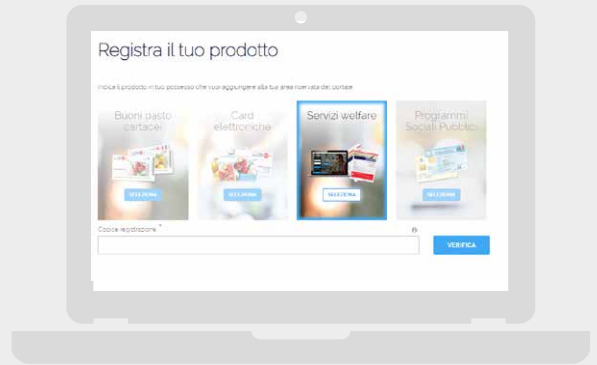 Registra il tuo prodotto
Indica il prodotto in tuo possesso che vuoi aggiungere alla tua area riservata del portale
Buoni pasto
cartacei
Card
elettroniche
Servizi welfare
Programmi
Sociali Pubblici
SELEZIONA
SELEZIONA
SELEZIONA
SELEZIONA
Codice registrazione *
VERIFICA